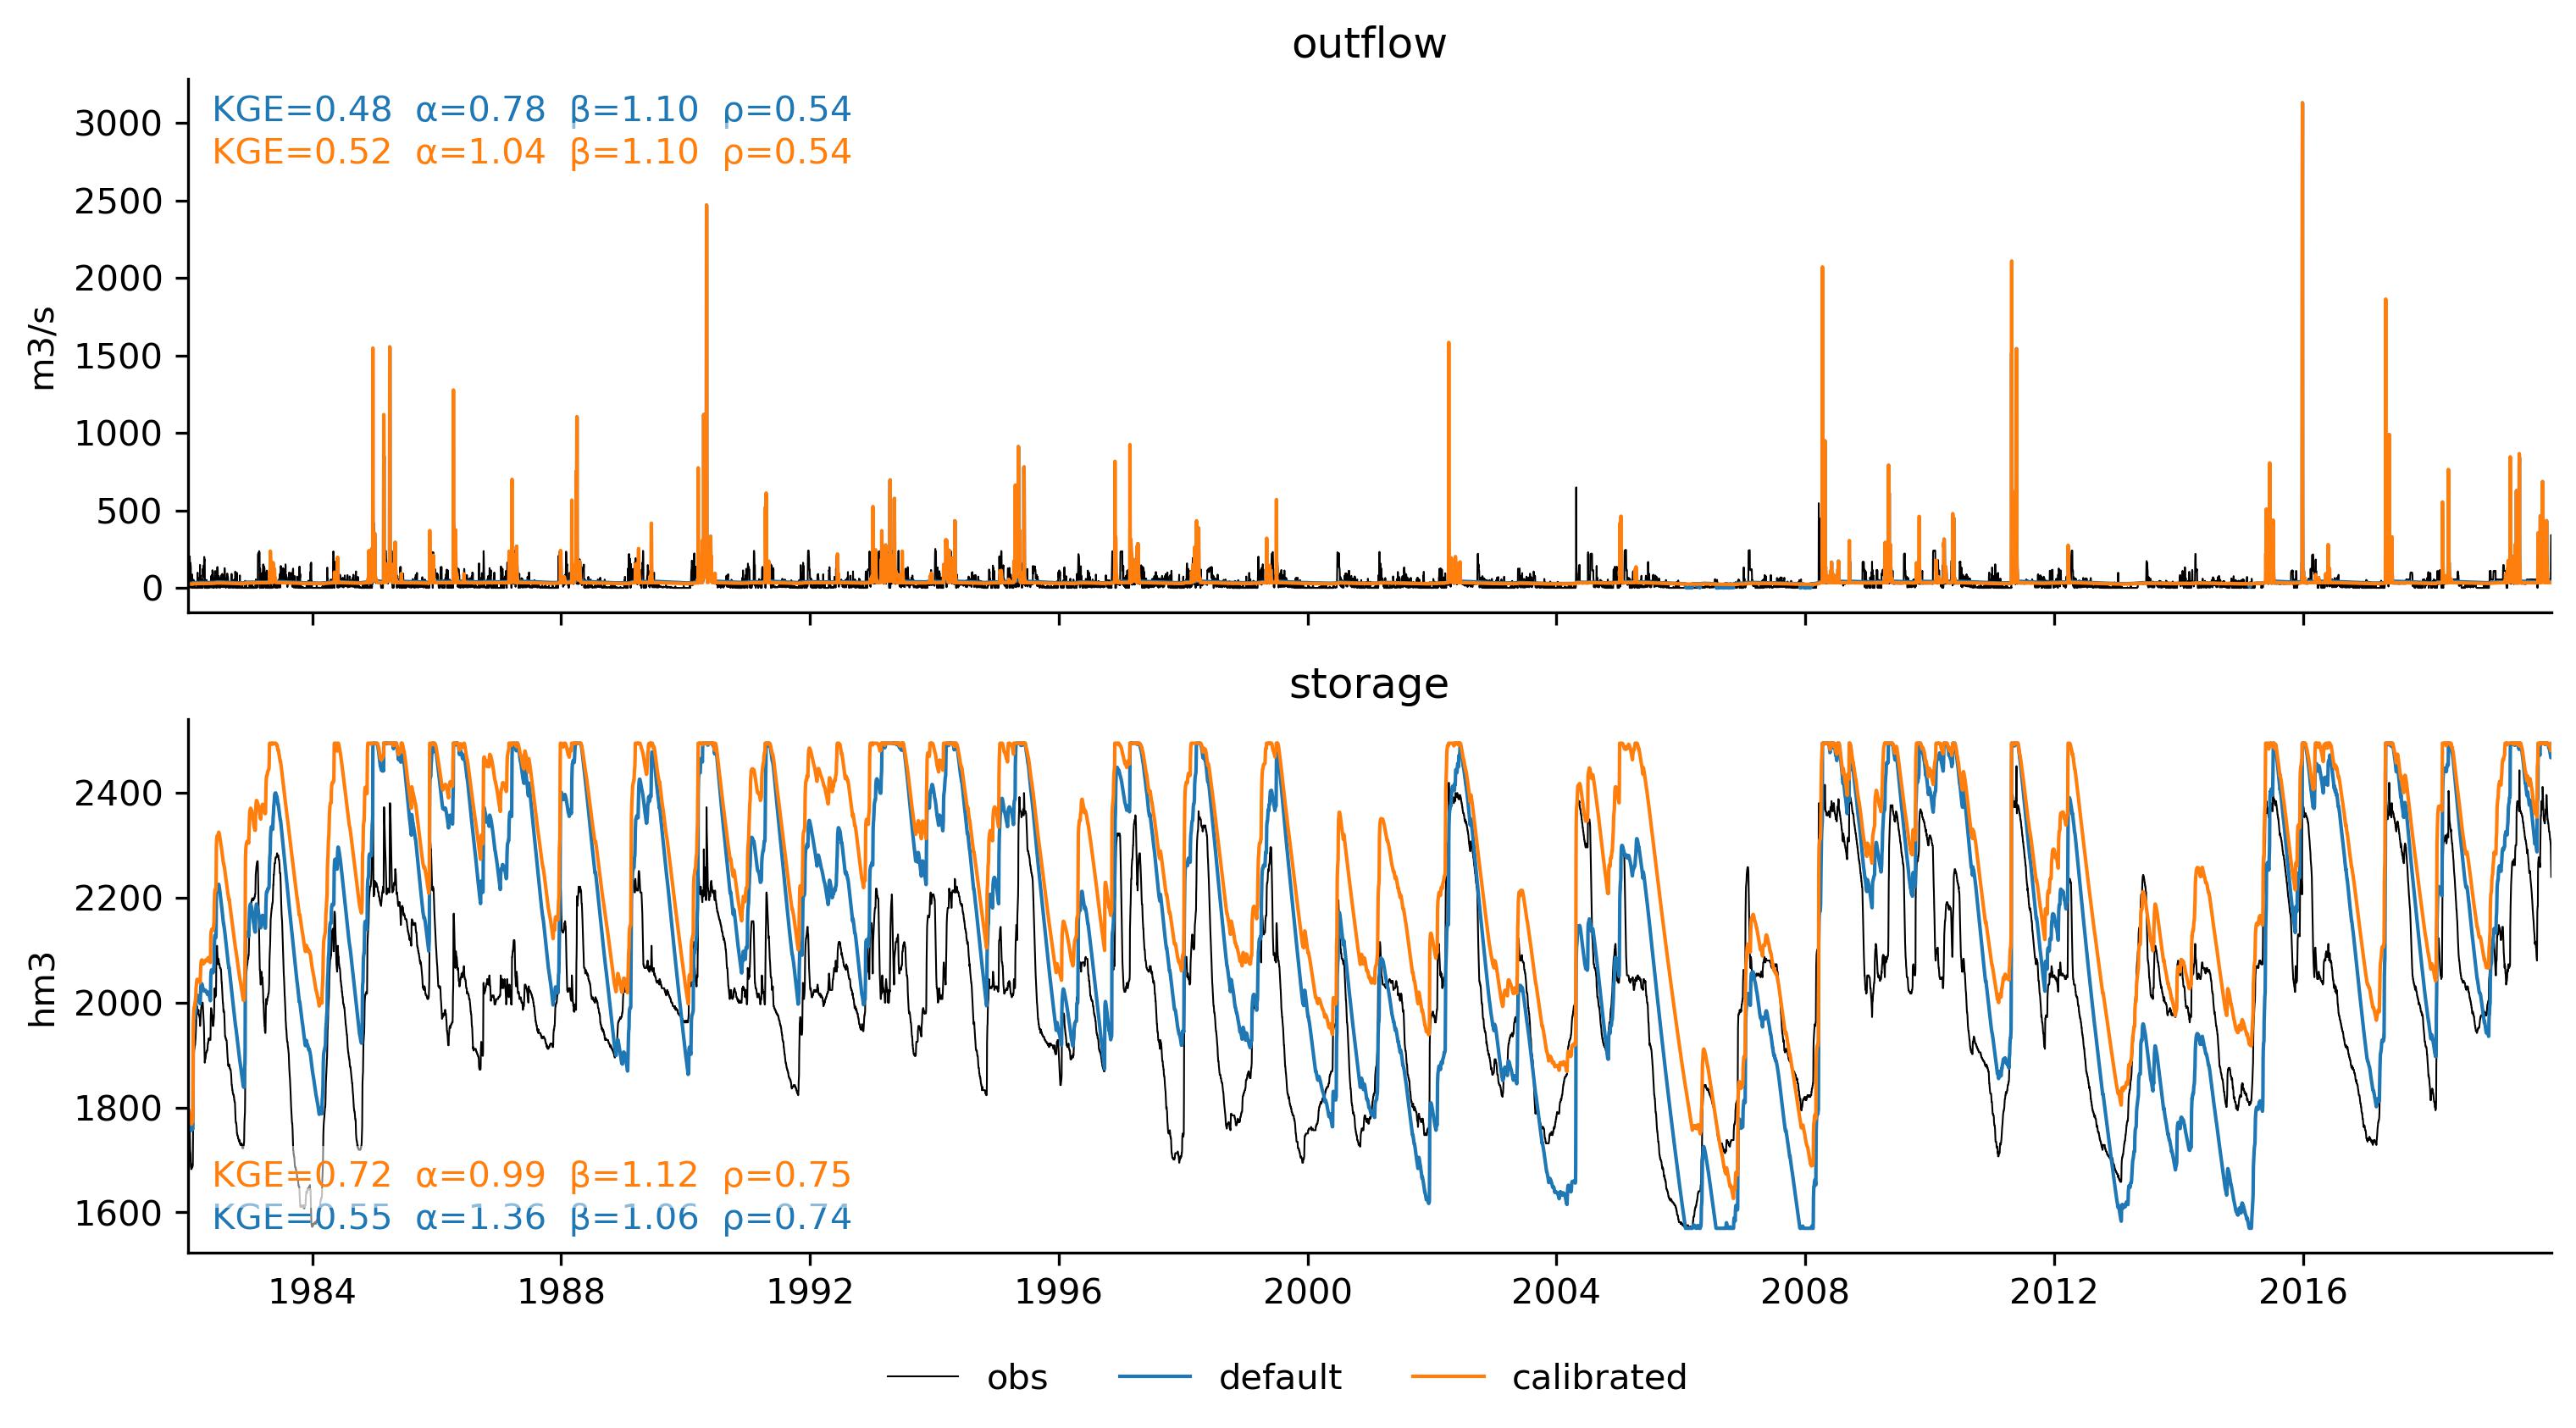 outflow
KGE=0.48 α=0.78 β=1.10 ρ=0.54
KGE=0.52 α=1.04 β=1.10 ρ=0.54
m3/s
3000
2500
2000
1500
1000
500
0
storage
hm3
2400
2200
2000
1800
1600
KGE=0.72 α=0.99 β=1.12 ρ=0.75
KGE=0.55 α=1.36 β=1.06 ρ=0.74
1984 1988 1992 1996 2000 2004 2008 2012 2016
obs default calibrated